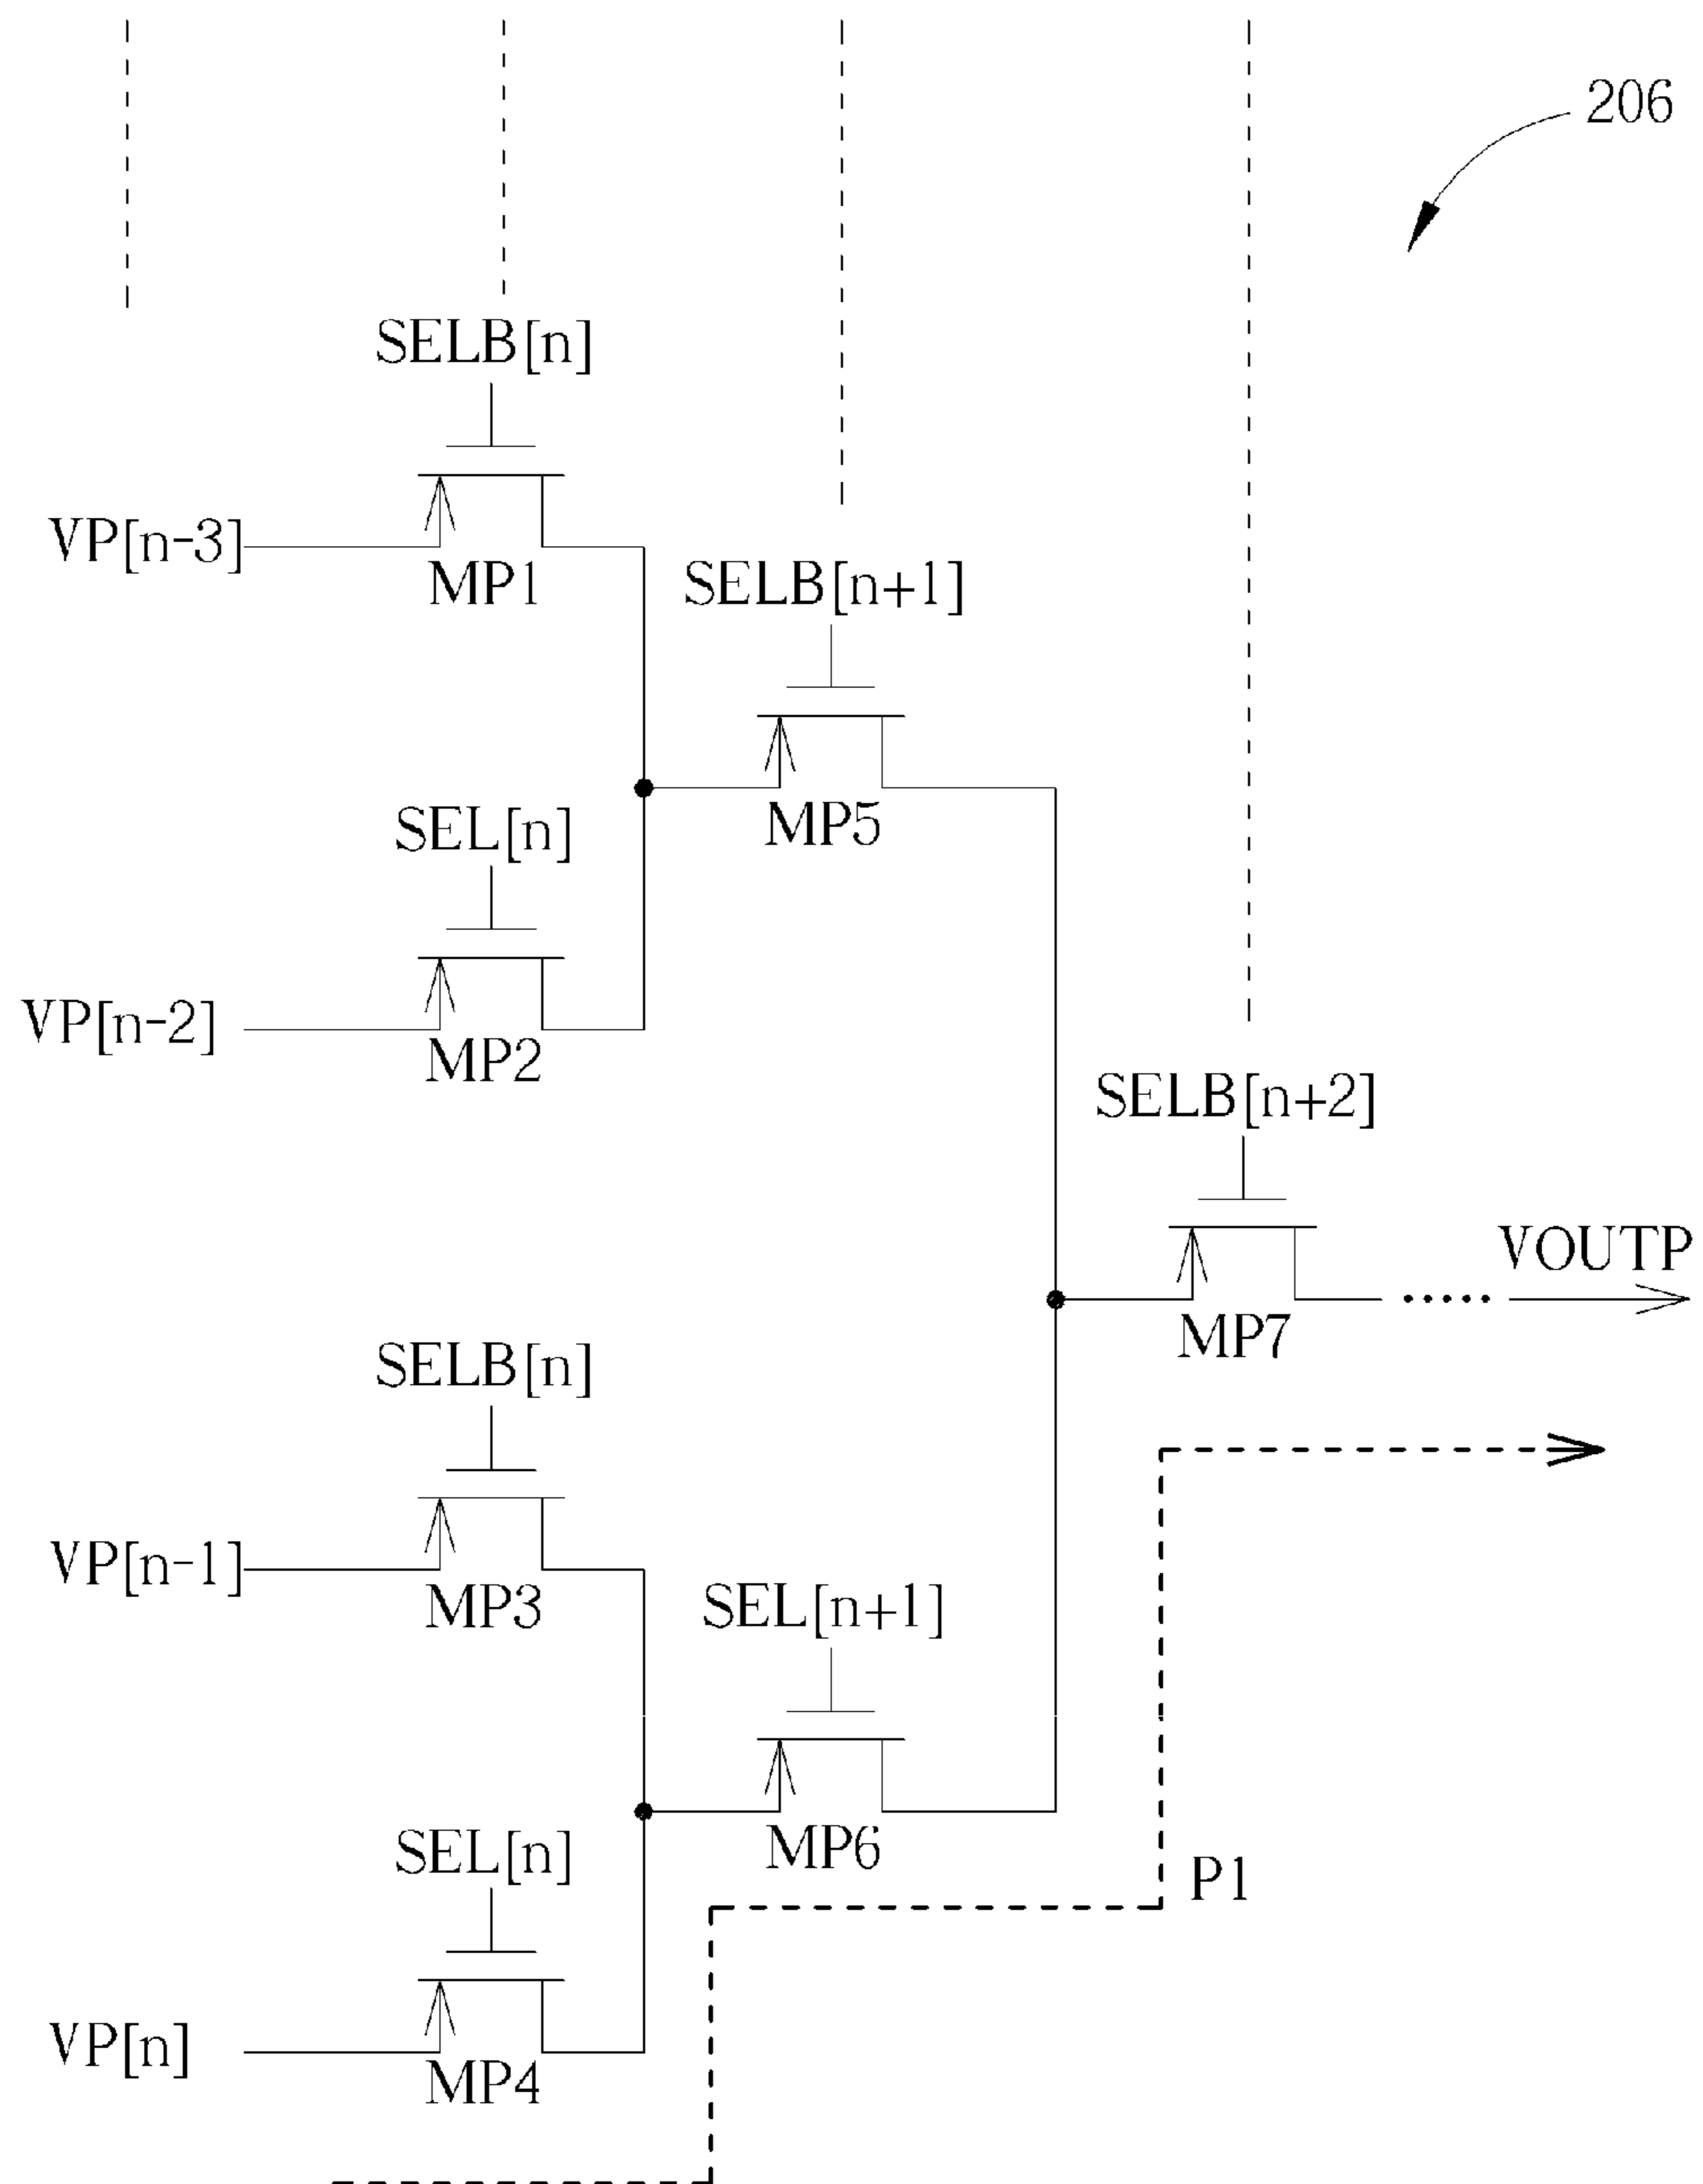 206
SELB[n]
VP[n-3]
MP1
SELB[n+1]
MP5
SEL[n]
VP[n-2]
MP2
SELB[n+2]
VOUTP
MP7
SELB[n]
VP[n-1]
MP3
SEL[n+1]
MP6
SEL[n]
P1
VP[n]
MP4